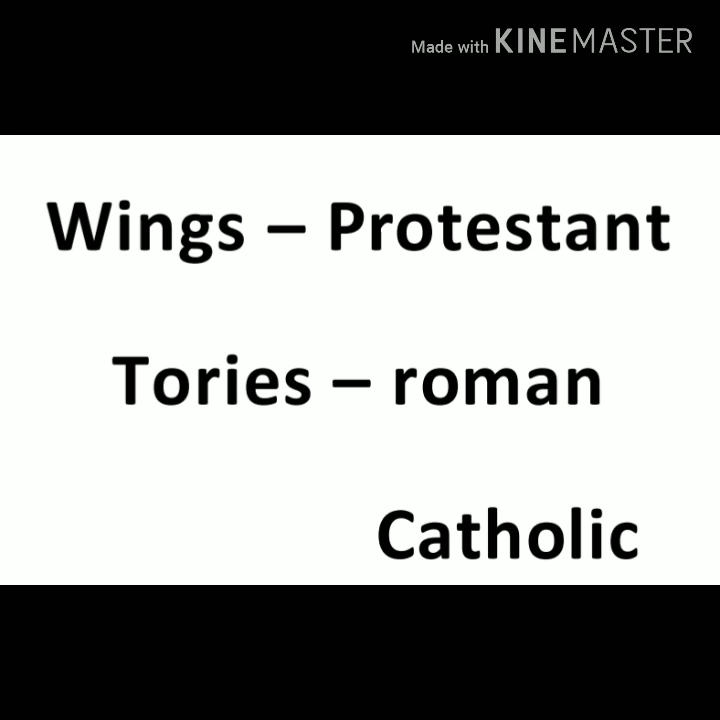 Made with KINEMASTER
Wings – Protestant
Tories – roman
Catholic